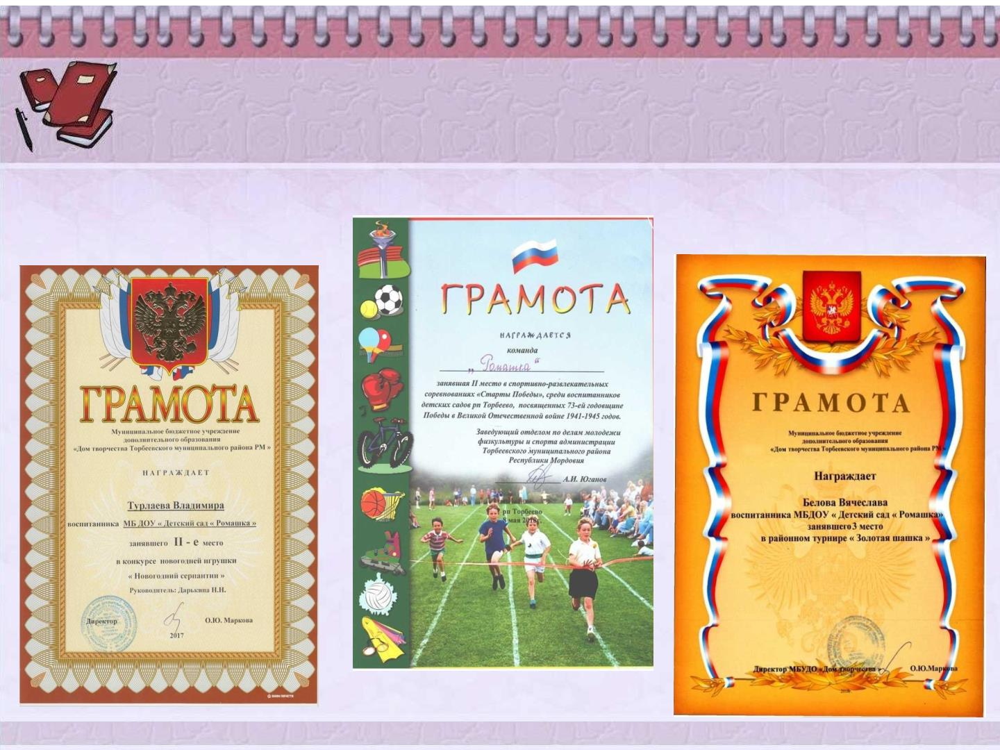 ГРАМОТА
Муниципальное бюджетное учреждение
дополнительного образования
«Дом творчества Торбеевского муниципального района РМ »
НАГРАЖДАЕТ
Турлаева Владимира
воспитанника МБ ДОУ « Детский сад « Ромашка »
занявшего II - е место
в конкурсе новогодней игрушки
« Новогодний серпантин »
Руководитель: Дарькина Н.Н.
Директор О.Ю. Маркова
2017
ГРАМОТА
НАГРАЖДАЕТСЯ
команда
„ Ромашка “
занявшая II место в спортивно-развлекательных
соревнованиях «Старты Победы», среди воспитанников
детских садов рп Торбеево, посвященных 73-ей годовщине
Победы в Великой Отечественной войне 1941-1945 годов.
Заведующий отделом по делам молодежи
физкультуры и спорта администрации
Торбеевского муниципального района
Республики Мордовия
А.И. Юганов
рп Торбеево
8 мая 2018г.
ГРАМОТА
Муниципальное бюджетное учреждение
дополнительного образования
«Дом творчества Торбеевского муниципального района РМ »
Награждает
Белова Вячеслава
воспитанника МБДОУ « Детский сад « Ромашка»
занявшего3 место
в районном турнире « Золотая шашка »
Директор МБУДО «Дом творчества » О.Ю.Маркова